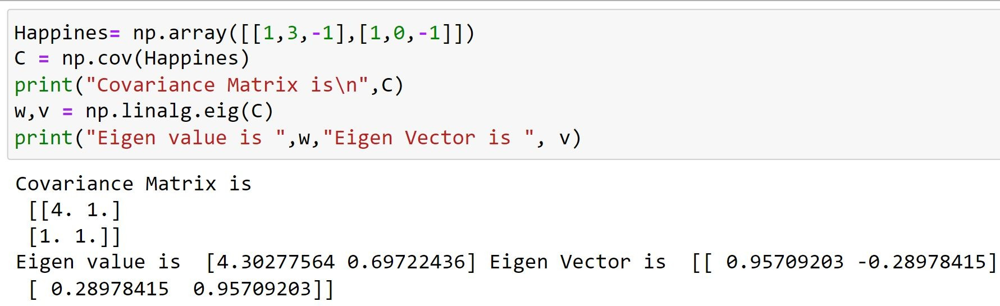 Happines= np.array([[1,3,-1],[1,0,-1]])
C = np.cov(Happines)
print("Covariance Matrix is\n",C)
w,v = np.linalg.eig(C)
print("Eigen value is ",w,"Eigen Vector is ", v)
Covariance Matrix is
[[4. 1.]
[1. 1.]]
Eigen value is  [4.30277564 0.69722436] Eigen Vector is  [[ 0.95709203 -0.28978415]
[ 0.28978415  0.95709203]]